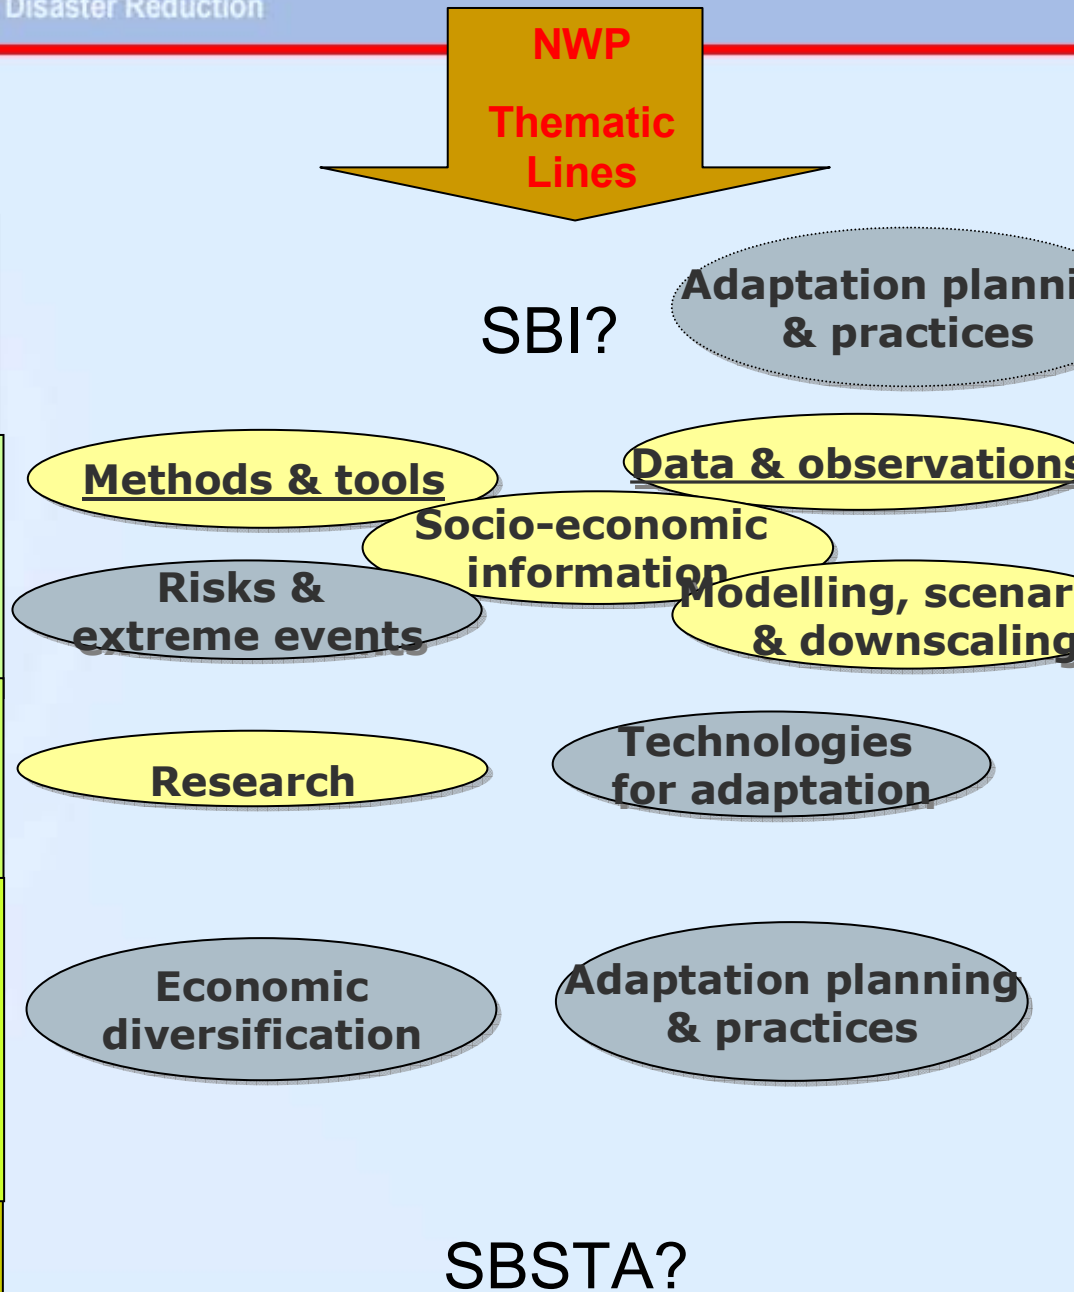 Disaster Reduction
NWP
Thematic
Lines
SBI?
Adaptation planni
& practices
Methods & tools
Data & observations
Socio-economic
information
Risks &
extreme events
Modelling, scenar
& downscaling
Research
Technologies
for adaptation
Economic
diversification
Adaptation planning
& practices
SBSTA?